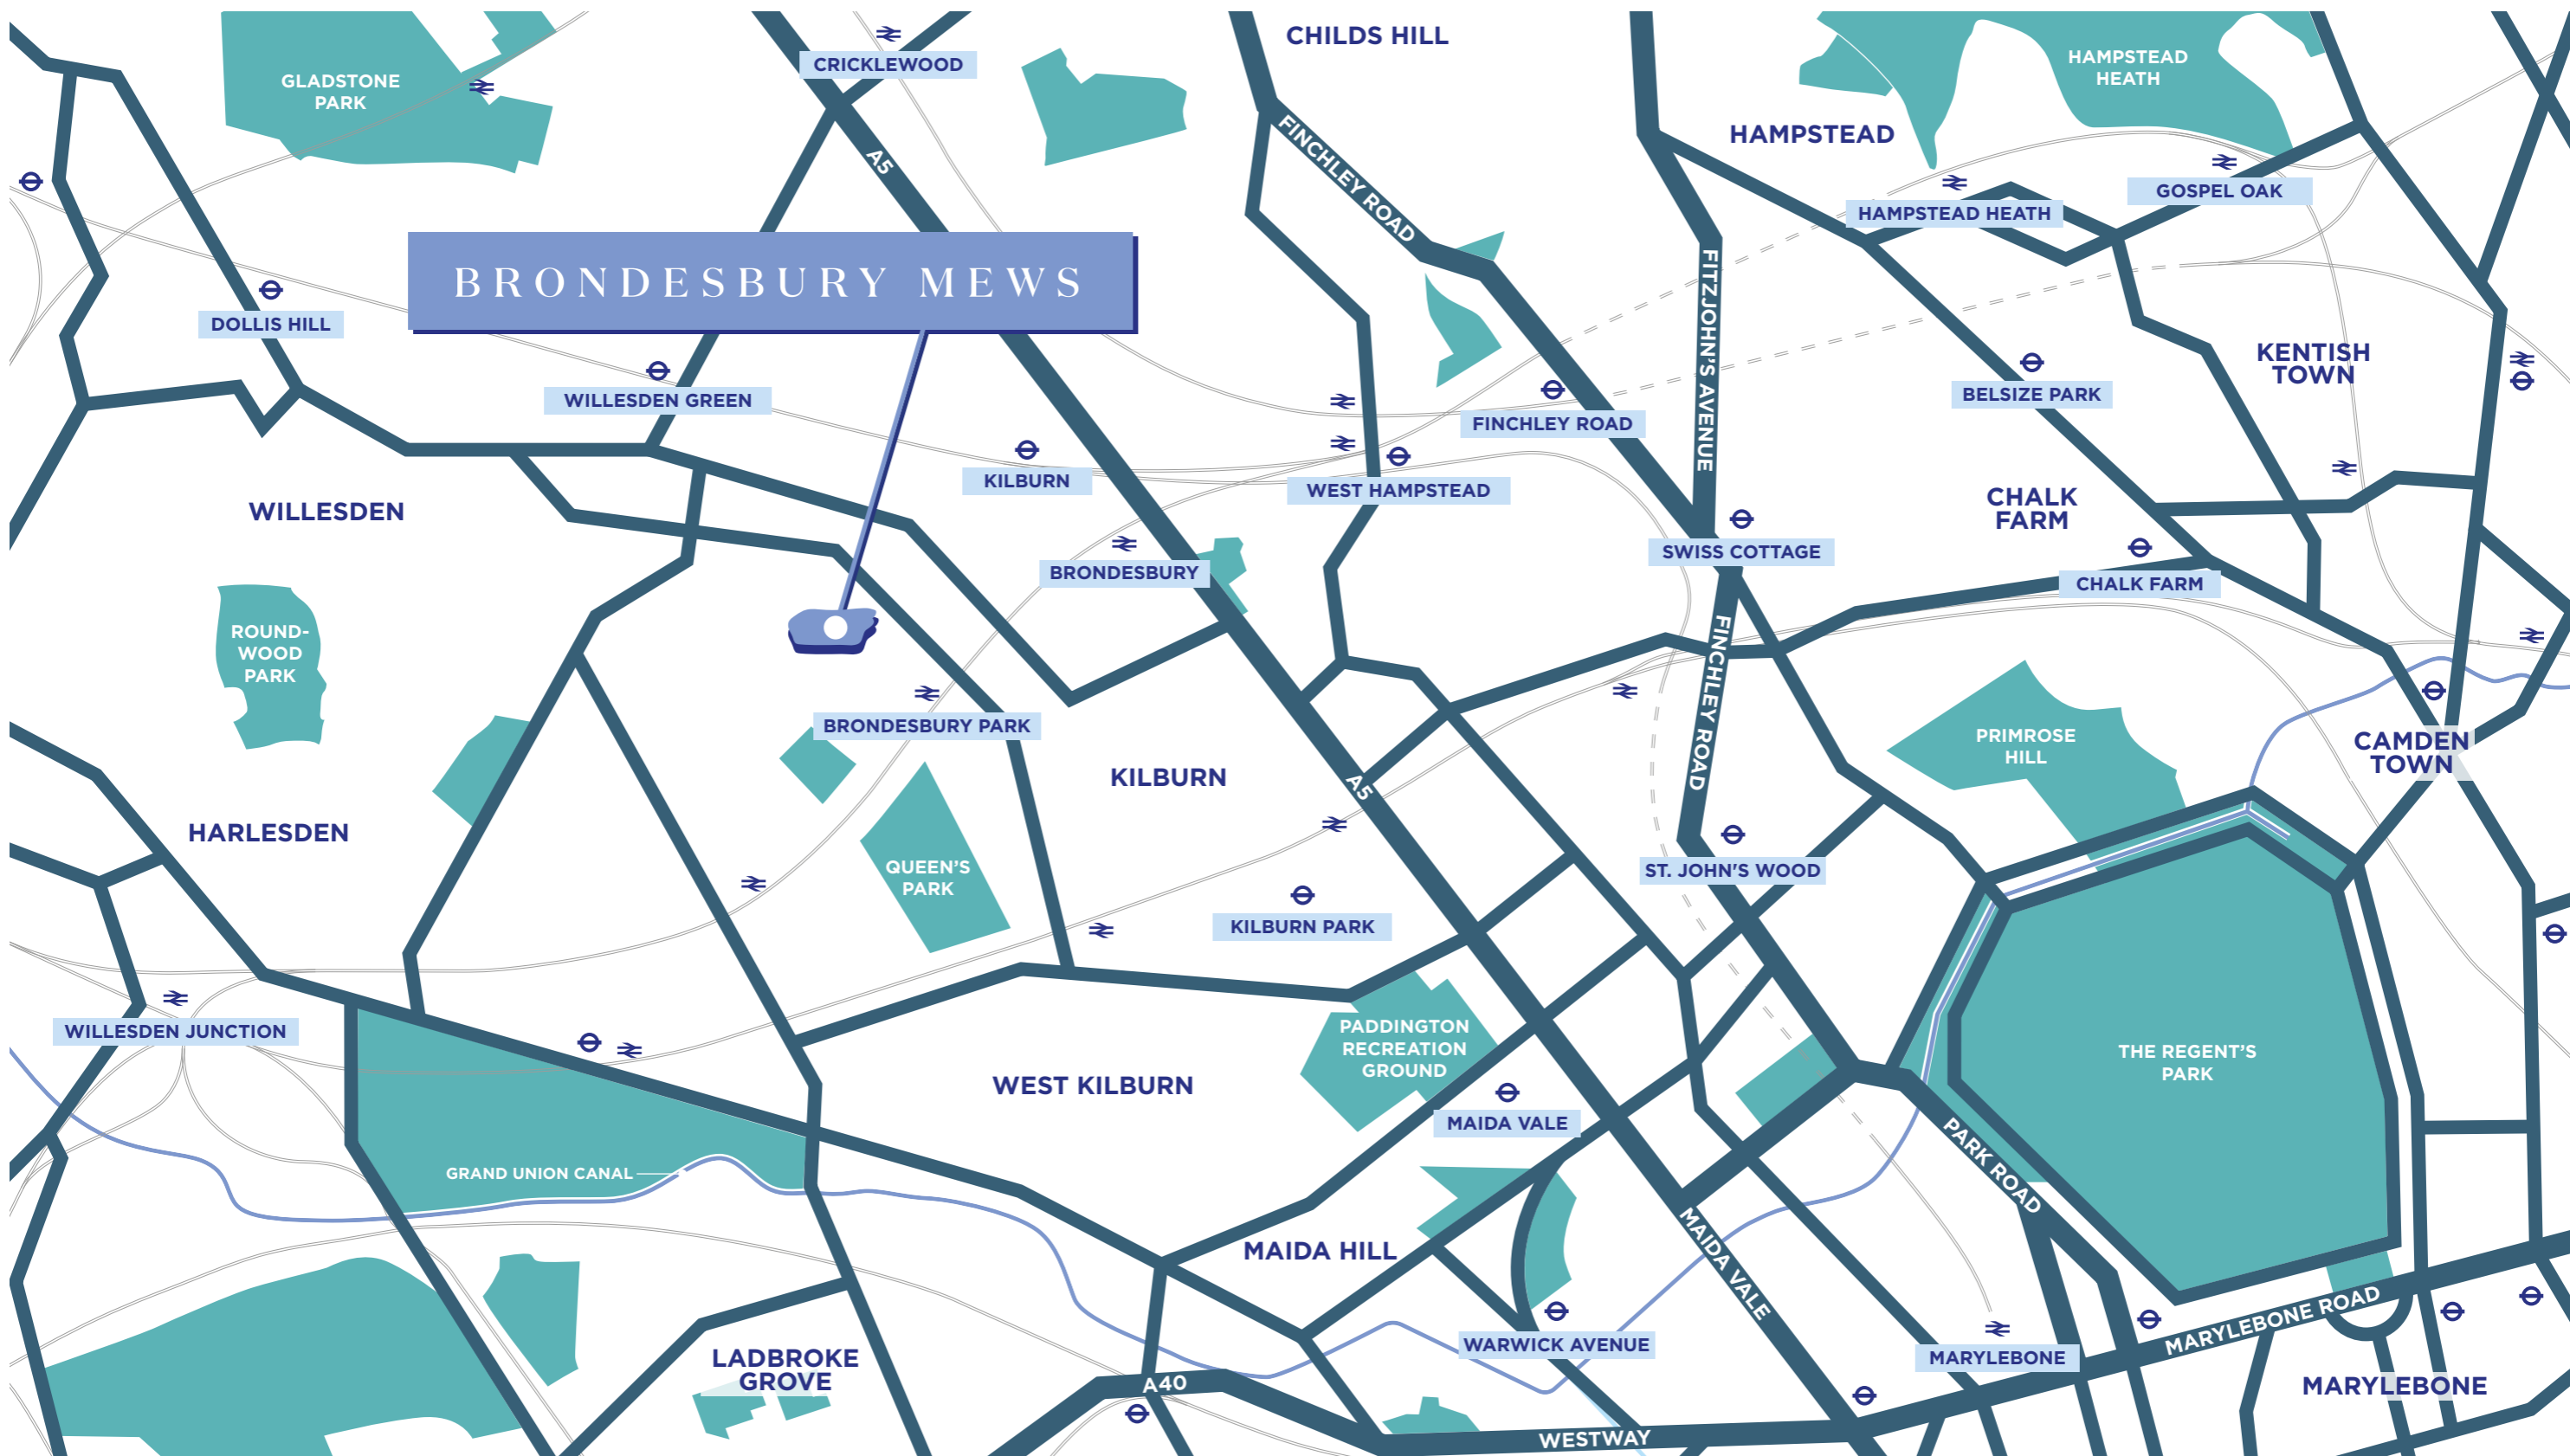 CHILDS HILL
CRICKLEWOOD
GLADSTONE
PARK
HAMPSTEAD
HEATH
HAMPSTEAD
A5
FINCHLEY ROAD
GOSPEL OAK
HAMPSTEAD HEATH
BRONDESBURY MEWS
FITZJOHN'S AVENUE
DOLLIS HILL
KENTISH
TOWN
WILLESDEN GREEN
BELSIZE PARK
FINCHLEY ROAD
KILBURN
WEST HAMPSTEAD
WILLESDEN
CHALK
FARM
SWISS COTTAGE
BRONDESBURY
CHALK FARM
ROUND-
WOOD
PARK
FINCHLEY ROAD
BRONDESBURY PARK
PRIMROSE
HILL
CAMDEN
TOWN
KILBURN
A5
HARLESDEN
QUEEN'S
PARK
ST. JOHN'S WOOD
KILBURN PARK
WILLESDEN JUNCTION
PADDINGTON
RECREATION
GROUND
THE REGENT'S
PARK
WEST KILBURN
MAIDA VALE
PARK ROAD
GRAND UNION CANAL
MAIDA HILL
MAIDA VALE
MARYLEBONE ROAD
WARWICK AVENUE
LADBROKE
GROVE
MARYLEBONE
A40
MARYLEBONE
WESTWAY